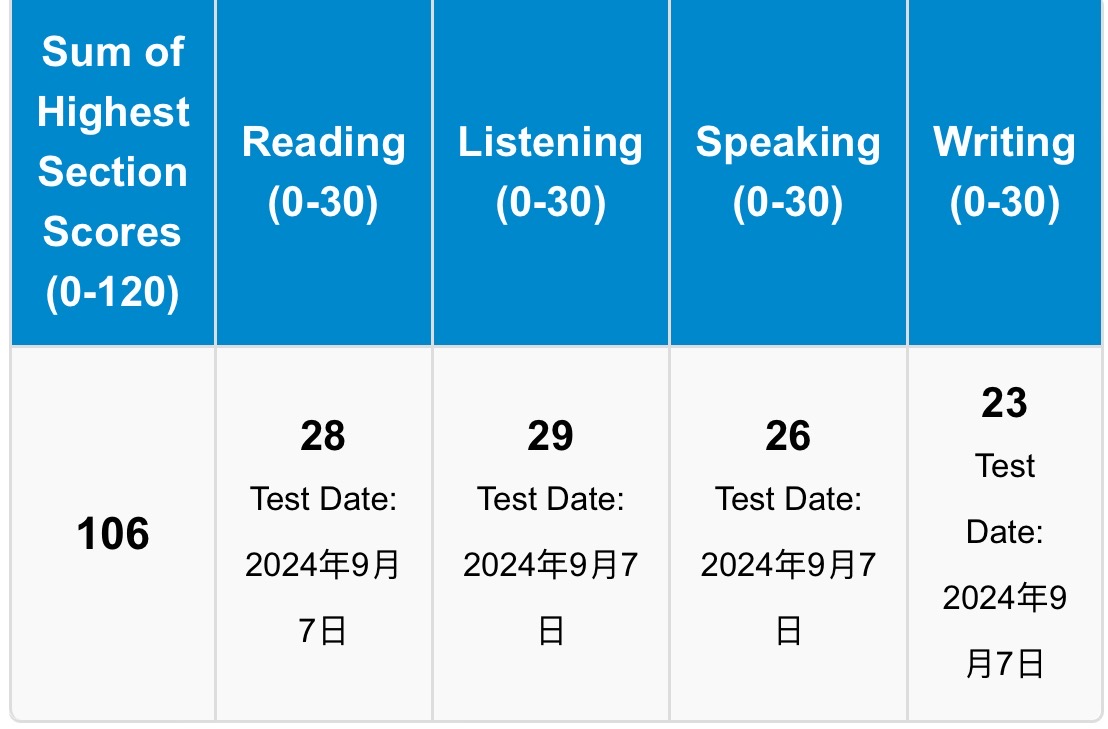 Sum of
Highest
Section
Scores
(0-120)
Reading
(0-30)
Listening
(0-30)
Speaking
(0-30)
Writing
(0-30)
106
28
Test Date:
2024年9月
7日
29
Test Date:
2024年9月7
日
26
Test Date:
2024年9月7
日
23
Test
Date:
2024年9
月7日